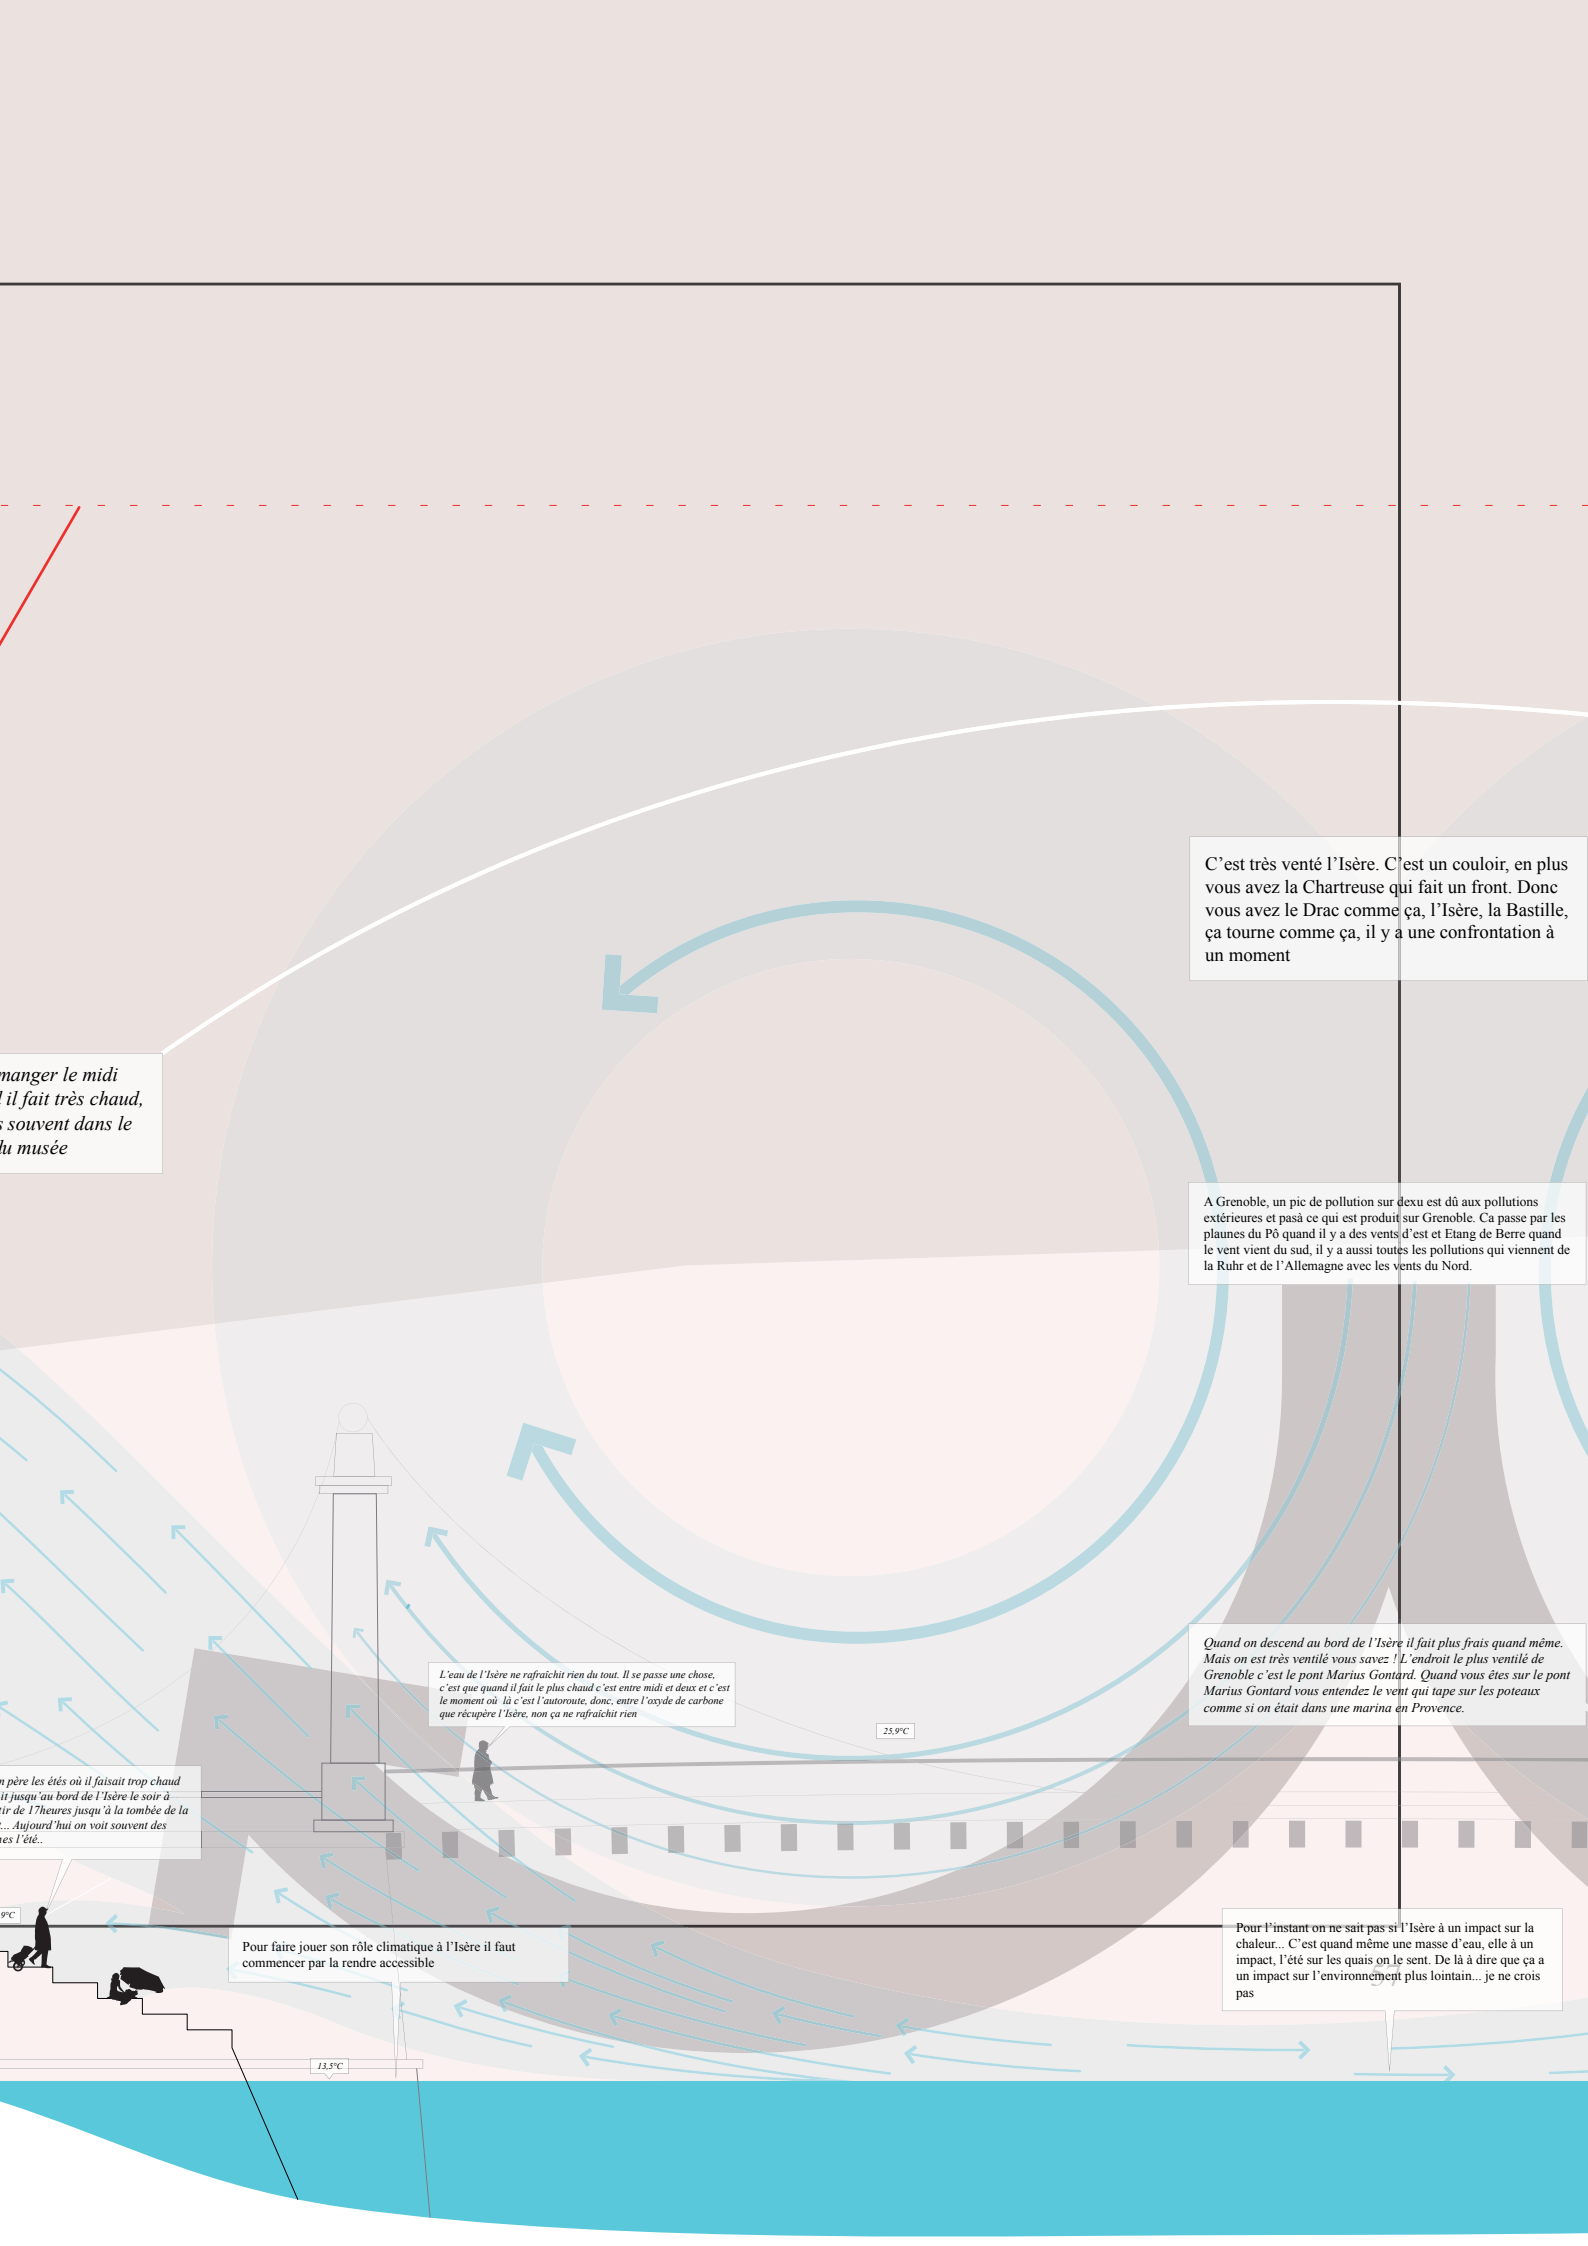 C’est très venté l’Isère. C’est un couloir, en plus
vous avez la Chartreuse qui fait un front. Donc
vous avez le Drac comme ça, l’Isère, la Bastille,
ça tourne comme ça, il y a une confrontation à
un moment
manger le midi
il fait très chaud,
souvent dans le
du musée
A Grenoble, un pic de pollution sur dexu est dû aux pollutions
extérieures et pasà ce qui est produit sur Grenoble. Ca passe par les
plaunes du Pô quand il y a des vents d’est et Etang de Berre quand
le vent vient du sud, il y a aussi toutes les pollutions qui viennent de
la Ruhr et de l’Allemagne avec les vents du Nord.
Quand on descend au bord de l’Isère il fait plus frais quand même.
Mais on est très ventilé vous savez ! L’endroit le plus ventilé de
Grenoble c’est le pont Marius Gontard. Quand vous êtes sur le pont
Marius Gontard vous entendez le vent qui tape sur les poteaux
comme si on était dans une marina en Provence.
L’eau de l’Isère ne rafraîchit rien du tout. Il se passe une chose,
c’est que quand il fait le plus chaud c’est entre midi et deux et c’est
le moment où là c’est l’autoroute, donc, entre l’oxyde de carbone
que récupère l’Isère, non ça ne rafraîchit rien
25,9°C
père les étés où il faisait trop chaud
it jusqu’au bord de l’Isère le soir à
tir de 17heures jusqu’à la tombée de la
... Aujourd’hui on voit souvent des
nes l’été..
9°C
Pour faire jouer son rôle climatique à l’Isère il faut
commencer par la rendre accessible
Pour l’instant on ne sait pas si l’Isère à un impact sur la
chaleur... C’est quand même une masse d’eau, elle à un
impact, l’été sur les quais on le sent. De là à dire que ça a
un impact sur l’environnement plus lointain... je ne crois
pas
57
13,5°C